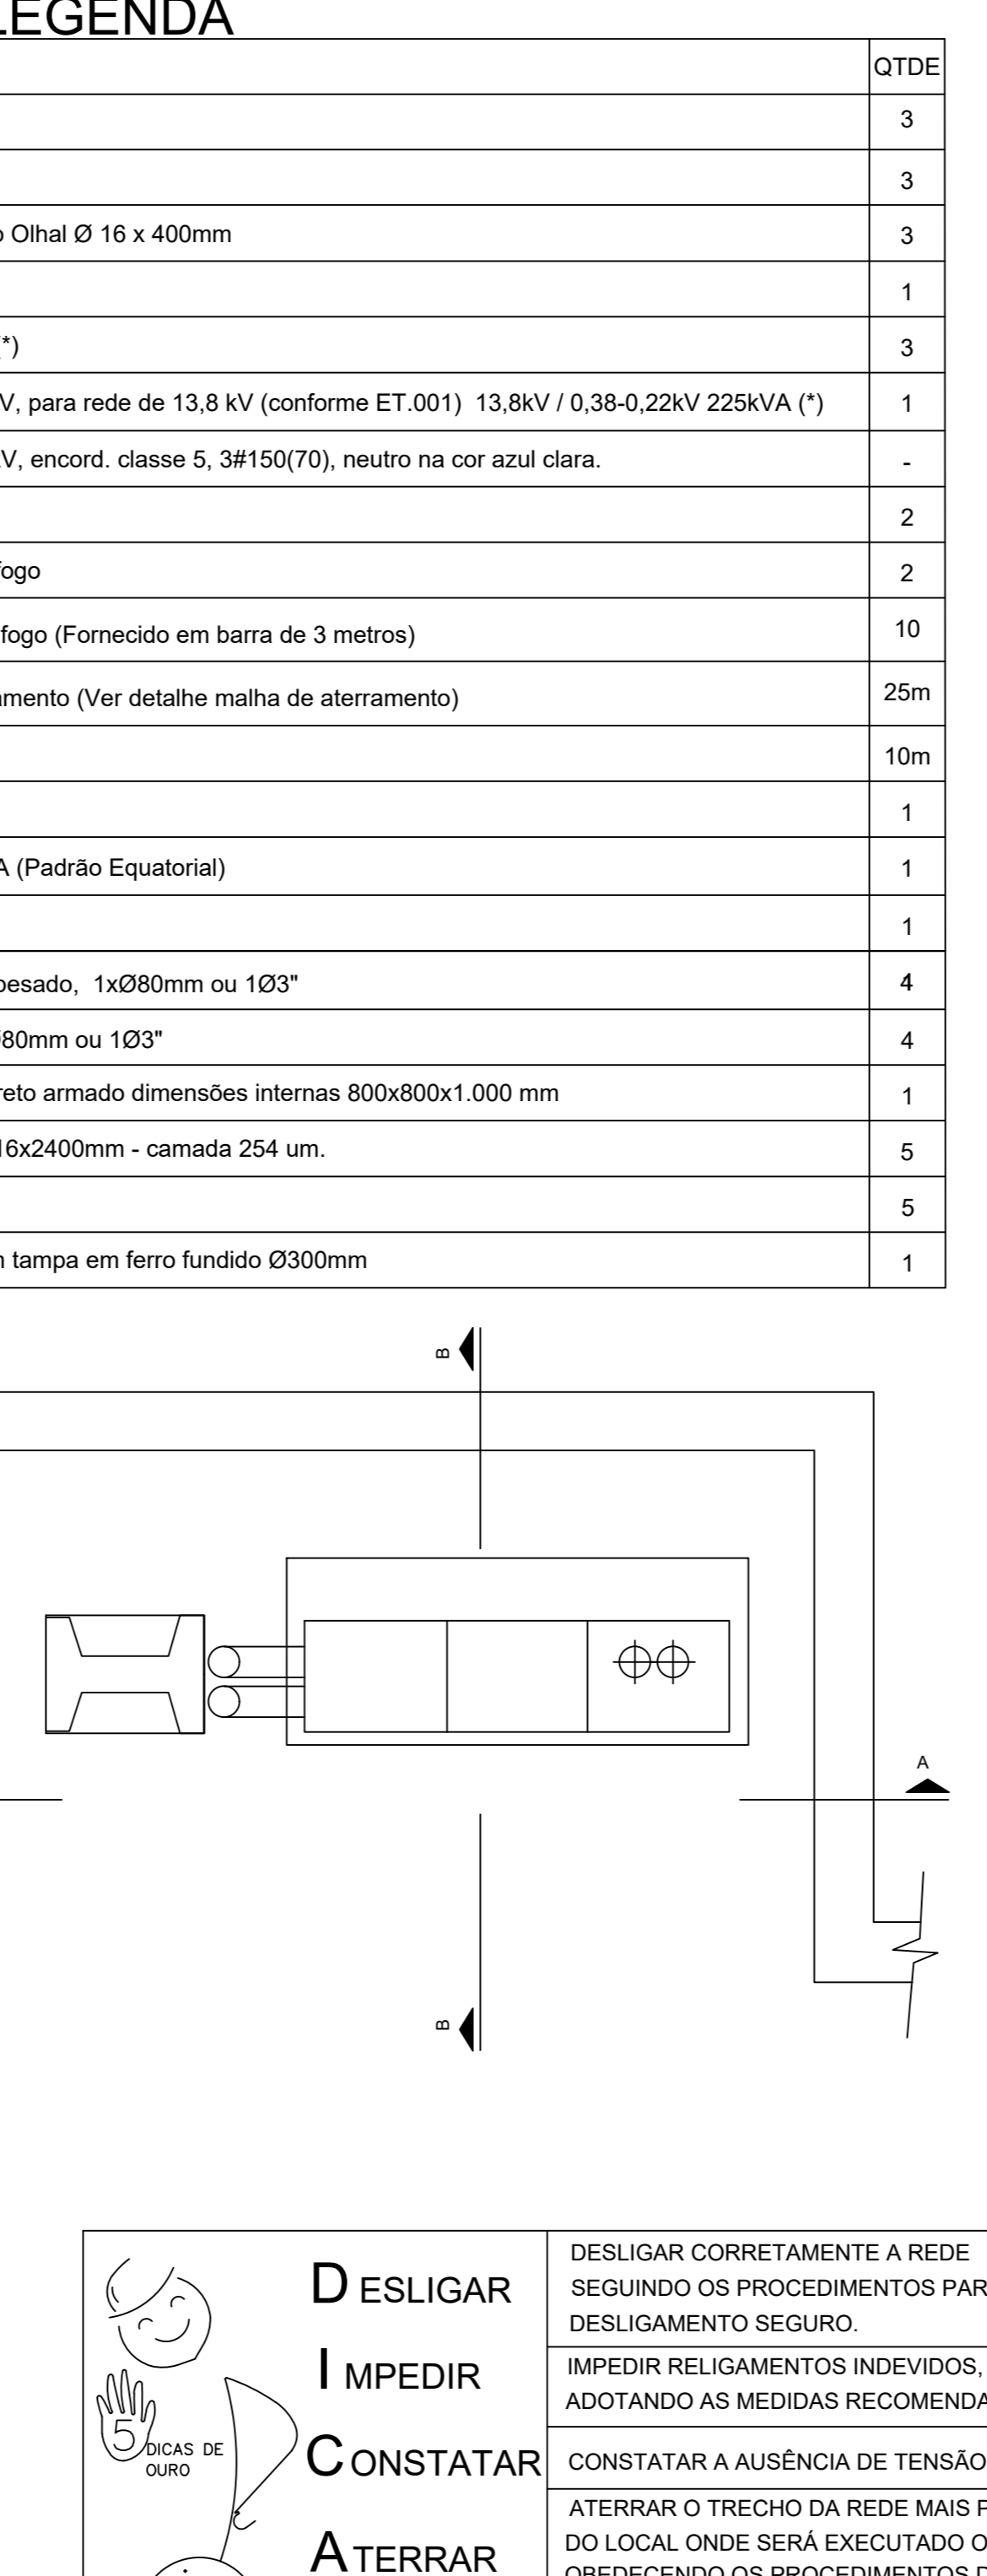 LEGENDA
QTDE
3
3
o Olhal Ø 16 x 400mm 3
1
(*) 3
V, para rede de 13,8 kV (conforme ET.001) 13,8kV / 0,38-0,22kV 225kVA (*) 1
kV, encord. classe 5, 3#150(70), neutro na cor azul clara. -
2
fogo 2
fogo (Fornecido em barra de 3 metros) 10
amento (Ver detalhe malha de aterramento) 25m
10m
1
A (Padrão Equatorial) 1
1
pesado, 1xØ80mm ou 1Ø3" 4
Ø80mm ou 1Ø3" 4
reto armado dimensões internas 800x800x1.000 mm 1
16x2400mm - camada 254 um. 5
5
tampa em ferro fundido Ø300mm 1
B
A
B
DESLIGAR
DESLIGAR CORRETAMENTE A REDE
SEGUINDO OS PROCEDIMENTOS PAR
DESLIGAMENTO SEGURO.
IMPEDIR
IMPEDIR RELIGAMENTOS INDEVIDOS,
ADOTANDO AS MEDIDAS RECOMENDA
5
DICAS DE
OURO
CONSTATAR
CONSTATAR A AUSÊNCIA DE TENSÃO
ATERRAR
ATERRAR O TRECHO DA REDE MAIS P
DO LOCAL ONDE SERÁ EXECUTADO O
OBEDECENDO OS PROCEDIMENTOS D